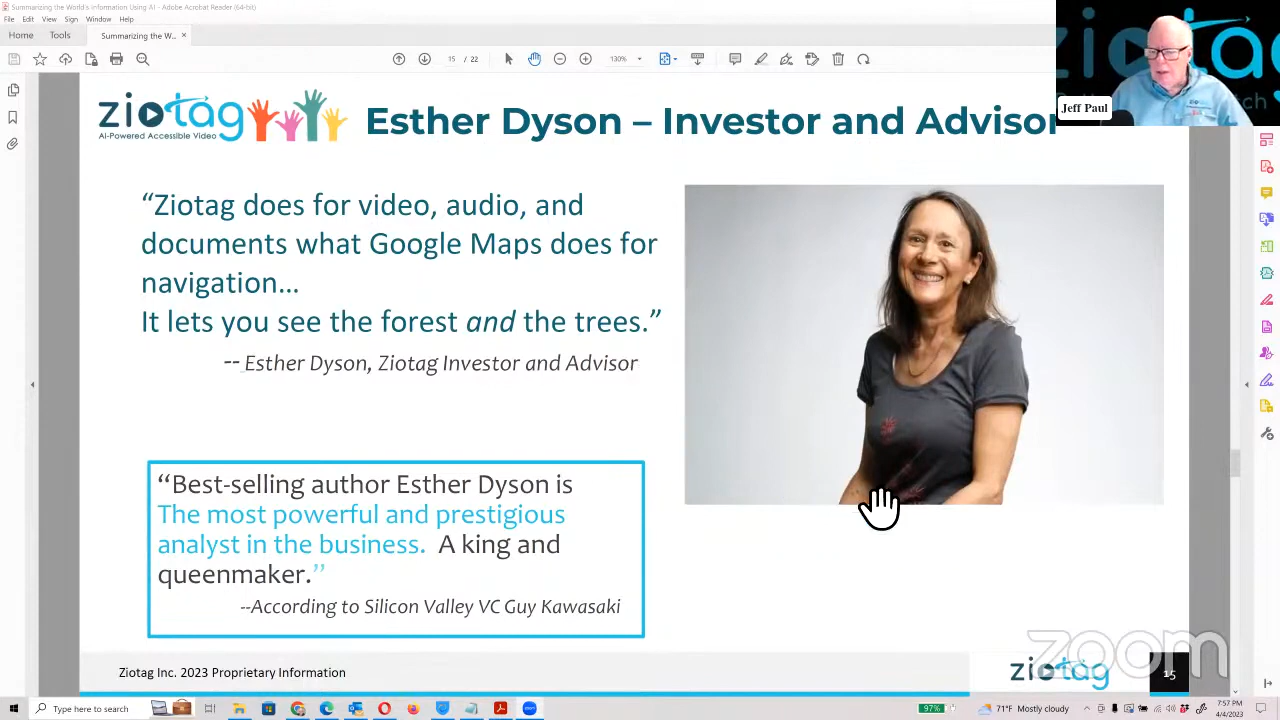 Summarizing the World's Information Using AI - Adobe Acrobat Reader (64-bit)
File Edit View Sign Window Help
Home Tools Summarizing the W... ×
15
130%
ziotag
AI-Powered Accessible Video
Esther Dyson – Investor and Advisor
Jeff Paul
“Ziotag does for video, audio, and
documents what Google Maps does for
navigation...
It lets you see the forest and the trees.”
-- Esther Dyson, Ziotag Investor and Advisor
“Best-selling author Esther Dyson is
The most powerful and prestigious
analyst in the business. A king and
queenmaker.”
--According to Silicon Valley VC Guy Kawasaki
zoom
Ziotag Inc. 2023 Proprietary Information
ziotag
15
Type here to search
97%
71°F Mostly cloudy
7:57 PM
4/4/2023